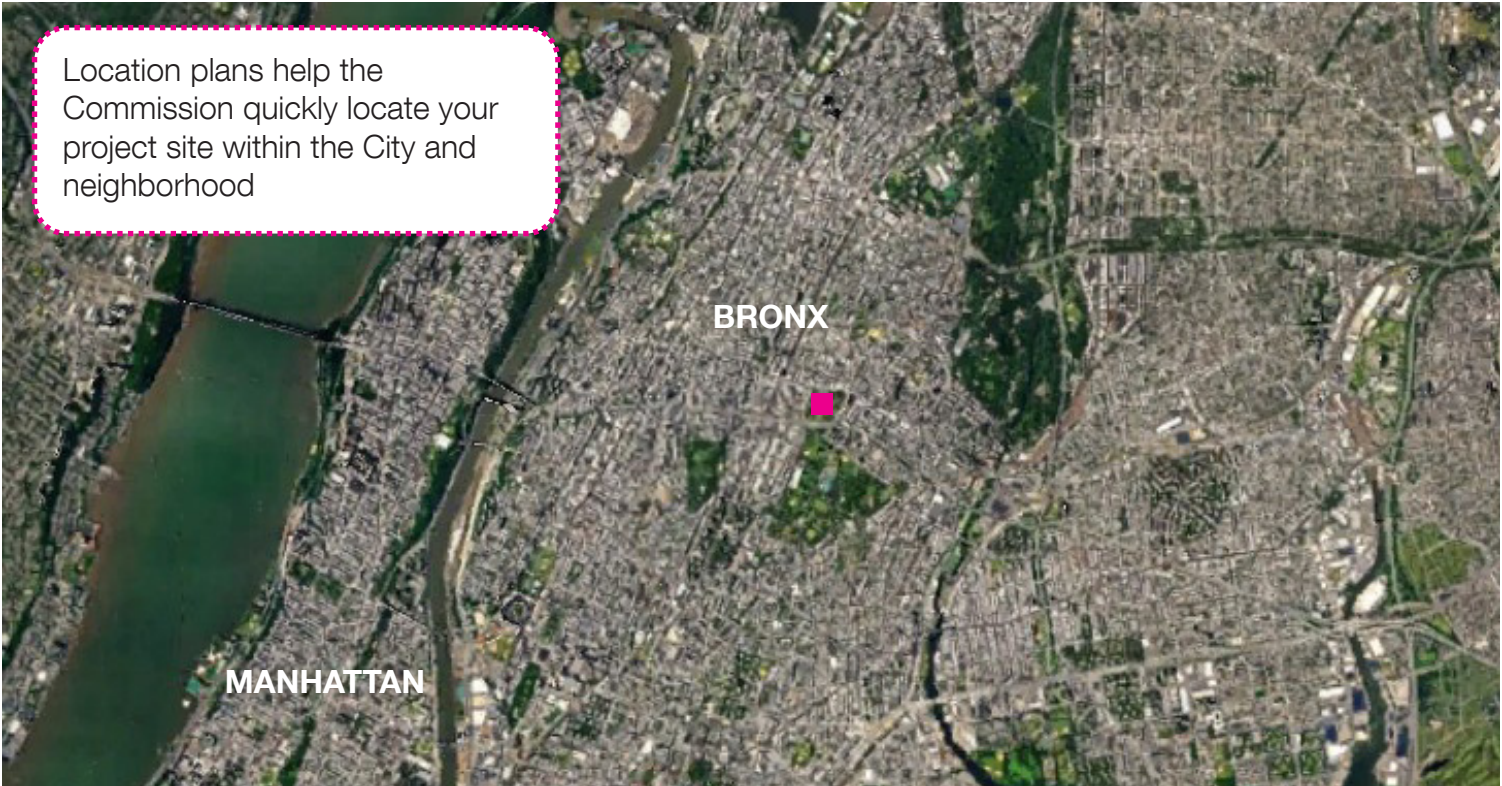 Location plans help the
Commission quickly locate your
project site within the City and
neighborhood
BRONX
MANHATTAN